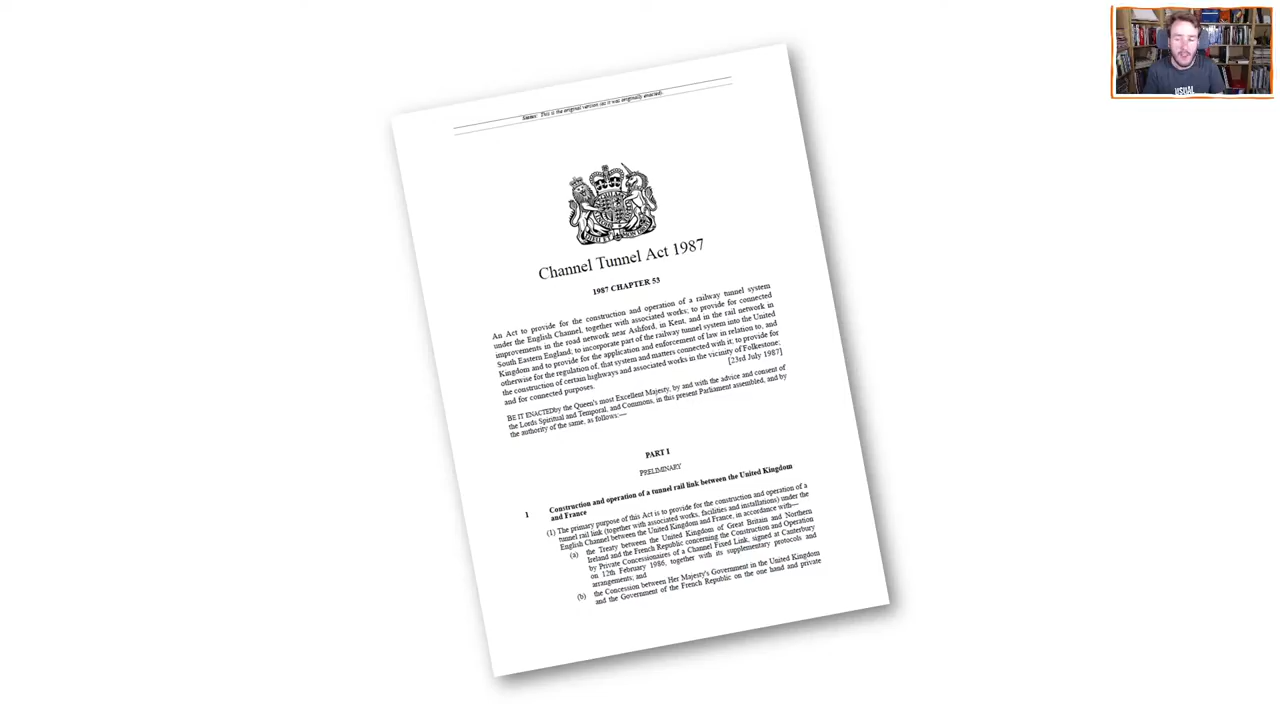 Status: This is the original version (as it was originally enacted).
Channel Tunnel Act 1987
1987 CHAPTER 53
An Act to provide for the construction and operation of a railway tunnel system
under the English Channel, together with associated works; to provide for connected
improvements in the road network near Ashford, in Kent, and in the rail network in
South Eastern England; to incorporate part of the railway tunnel system into the United
Kingdom and to provide for the application and enforcement of law in relation to, and
otherwise for the regulation of, that system and matters connected with it; to provide for
the construction of certain highways and associated works in the vicinity of Folkestone;
and for connected purposes.
[23rd July 1987]
BE IT ENACTED by the Queen's most Excellent Majesty, by and with the advice and consent of
the Lords Spiritual and Temporal, and Commons, in this present Parliament assembled, and by
the authority of the same, as follows:—
PART I
PRELIMINARY
1 Construction and operation of a tunnel rail link between the United Kingdom
and France
(1) The primary purpose of this Act is to provide for the construction and operation of a
tunnel rail link (together with associated works, facilities and installations) under the
English Channel between the United Kingdom and France, in accordance with—
(a) the Treaty between the United Kingdom of Great Britain and Northern
Ireland and the French Republic concerning the Construction and Operation
by Private Concessionaires of a Channel Fixed Link, signed at Canterbury
on 12th February 1986, together with its supplementary protocols and
arrangements; and
(b) the Concession between Her Majesty's Government in the United Kingdom
and the Government of the French Republic on the one hand and private
USUAL